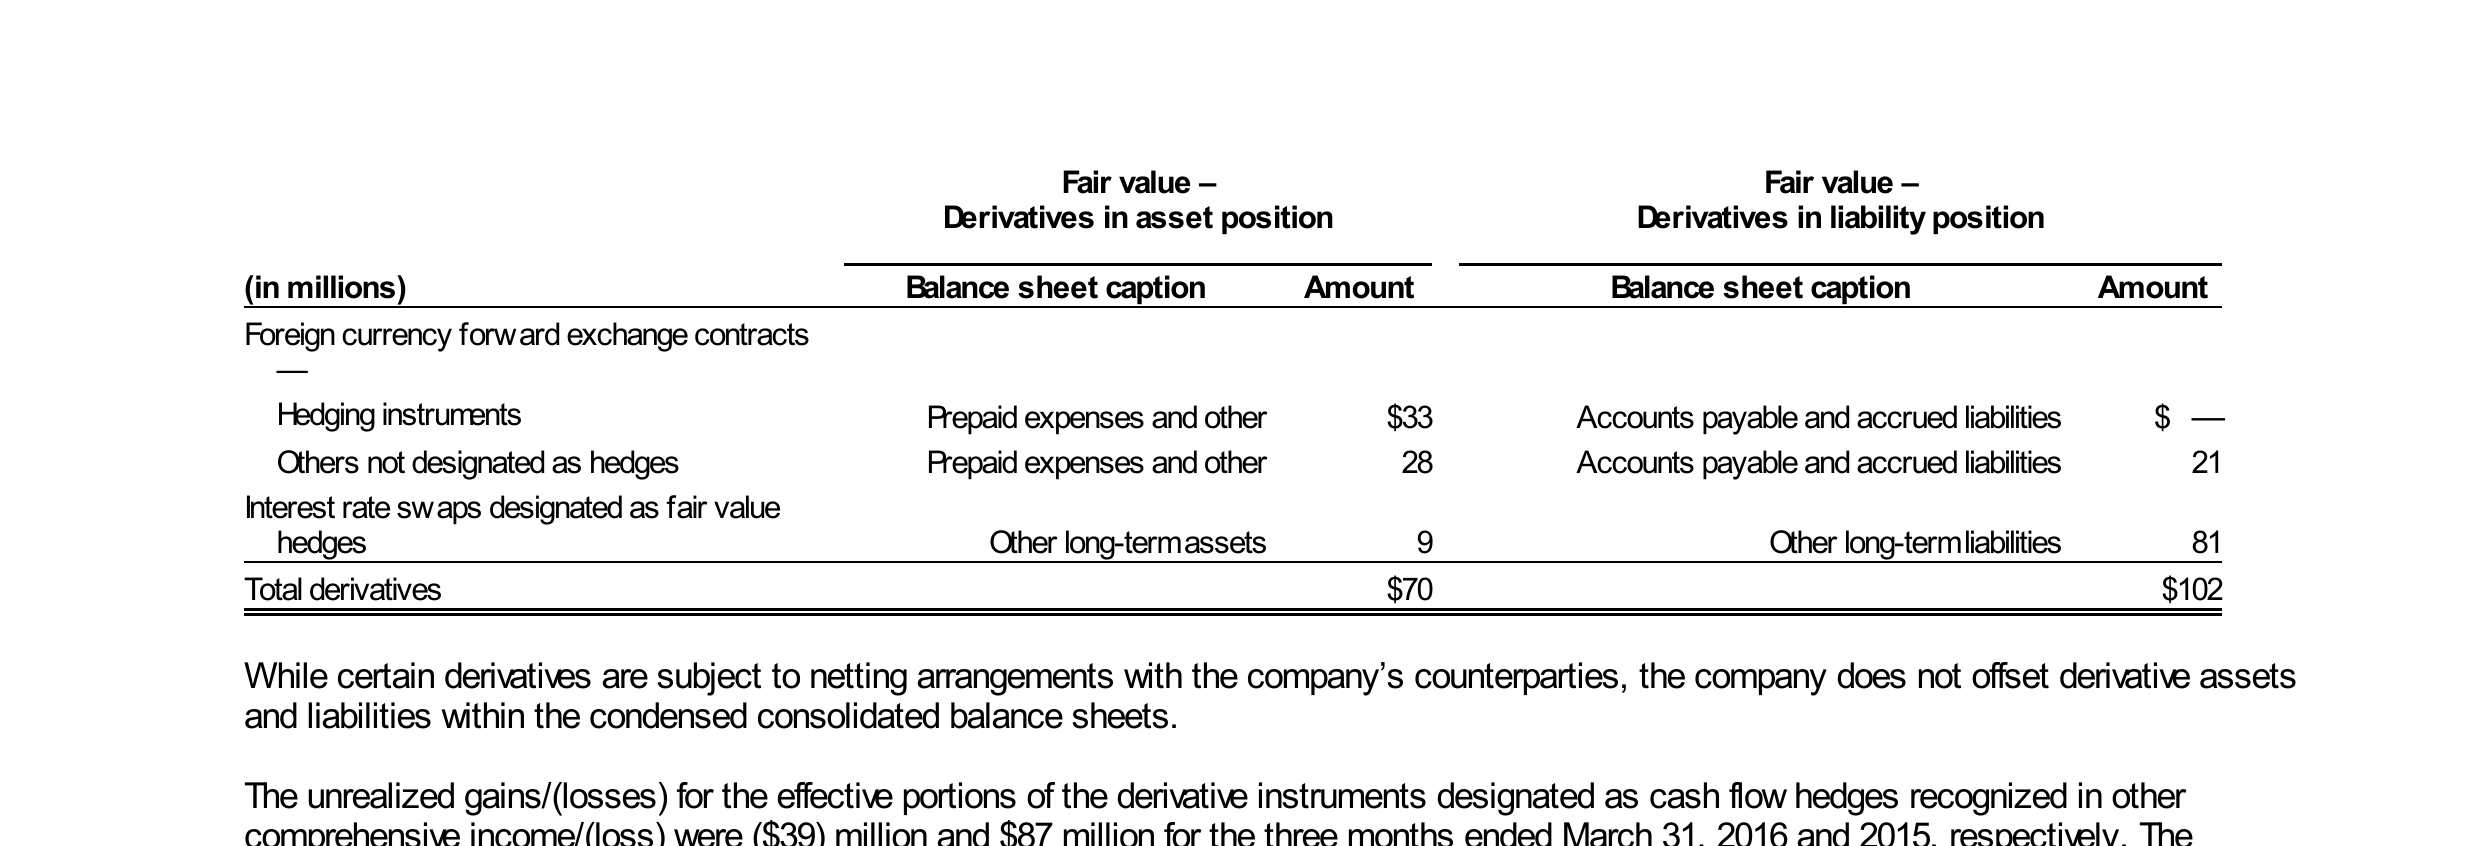 Fair value –
Derivatives in asset position
Fair value –
Derivatives in liability position
(in millions) Balance sheet caption Amount Balance sheet caption Amount
Foreign currency forward exchange contracts
—
Hedging instruments Prepaid expenses and other $33 Accounts payable and accrued liabilities $ —
Others not designated as hedges Prepaid expenses and other 28 Accounts payable and accrued liabilities 21
Interest rate swaps designated as fair value
hedges Other long-term assets 9 Other long-term liabilities 81
Total derivatives $70 $102
While certain derivatives are subject to netting arrangements with the company’s counterparties, the company does not offset derivative assets
and liabilities within the condensed consolidated balance sheets.
The unrealized gains/(losses) for the effective portions of the derivative instruments designated as cash flow hedges recognized in other
comprehensive income/(loss) were ($39) million and $87 million for the three months ended March 31, 2016 and 2015, respectively. The